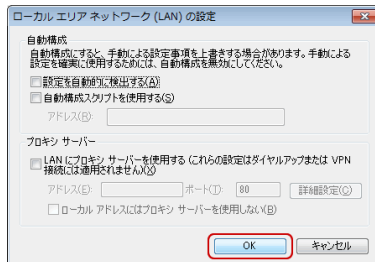 ローカル エリア ネットワーク (LAN) の設定
自動構成
自動構成にすると、手動による設定事項を上書きする場合があります。手動による
設定を確実に使用するためには、自動構成を無効にしてください。
設定を自動的に検出する(A)
自動構成スクリプトを使用する(S)
アドレス(R):
プロキシ サーバー
LAN にプロキシ サーバーを使用する (これらの設定はダイヤルアップまたは VPN
接続には適用されません)(X)
アドレス(E): ポート(T): 80 詳細設定(C)
ローカル アドレスにはプロキシ サーバーを使用しない(B)
OK キャンセル